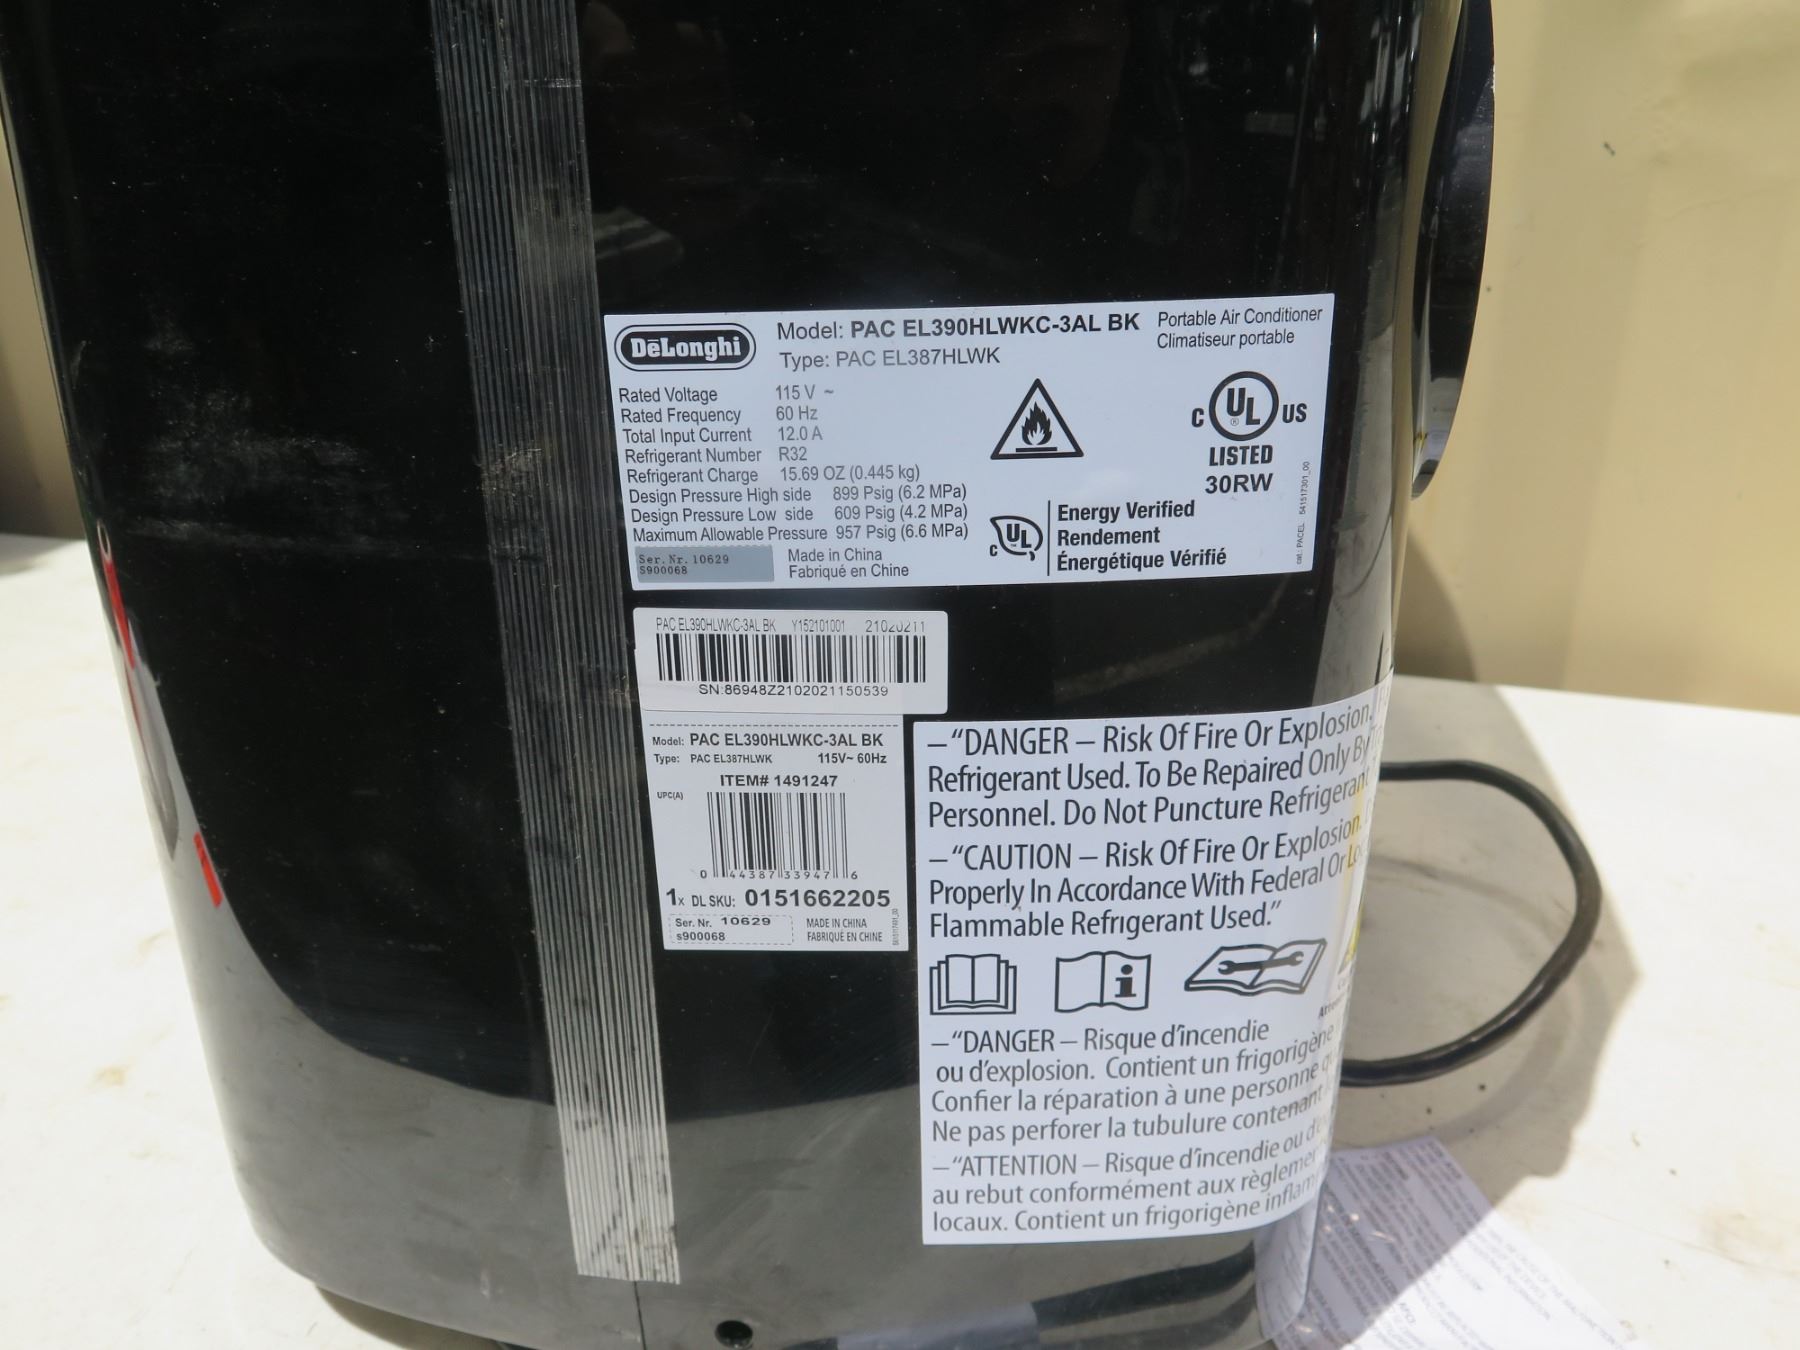 DeLonghi
Model: PAC EL390HLWKC-3AL BK
Type: PAC EL387HLWK
Portable Air Conditioner
Climatiseur portable
Rated Voltage 115 V ~
Rated Frequency 60 Hz
Total Input Current 12.0 A
Refrigerant Number R32
Refrigerant Charge 15.69 OZ (0.445 kg)
Design Pressure High side 899 Psig (6.2 MPa)
Design Pressure Low side 609 Psig (4.2 MPa)
Maximum Allowable Pressure 957 Psig (6.6 MPa)
Ser. Nr. 10629
S900068
Made in China
Fabriqué en Chine
C UL ® US
LISTED
30RW
C UL
Energy Verified
Rendement
Énergétique Vérifié
cat.: PACEL 541517301_00
PAC EL390HLWKC-3AL BK Y152101001 21020211
SN:86948Z2102021150539
Model: PAC EL390HLWKC-3AL BK
Type: PAC EL387HLWK 115V~ 60Hz
ITEM# 1491247
UPC(A)
0 44387 33947 6
1x DL SKU: 0151662205
Ser. Nr. 10629
s900068
MADE IN CHINA
FABRIQUÉ EN CHINE
– “DANGER – Risk Of Fire Or Explosion.
Refrigerant Used. To Be Repaired Only By
Personnel. Do Not Puncture Refrigerant
– “CAUTION – Risk Of Fire Or Explosion.
Properly In Accordance With Federal Or
Flammable Refrigerant Used.”
i
– “DANGER – Risque d’incendie
ou d’explosion. Contient un frigorigène
Confier la réparation à une personne
Ne pas perforer la tubulure contenant
– “ATTENTION – Risque d’incendie ou
au rebut conformément aux
locaux. Contient un frigorigène